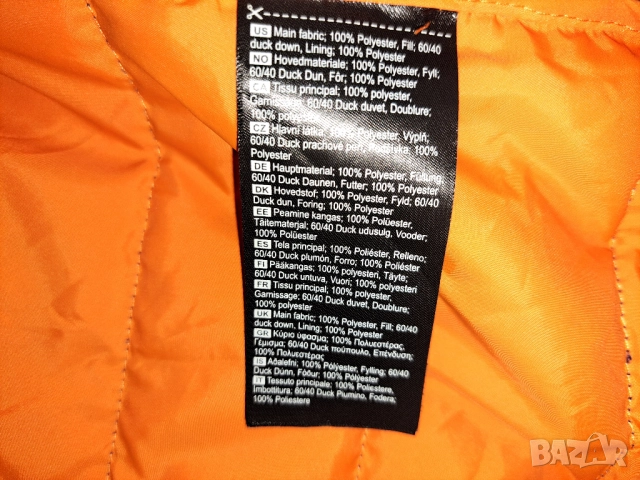 US Main fabric; 100% Polyester, Fill; 60/40
duck down, Lining; 100% Polyester
NO Hovedmateriale; 100% Polyester, Fyll;
60/40 Duck Dun, Fôr; 100% Polyester
CA Tissu principal; 100% polyester,
Garnissage; 60/40 Duck duvet, Doublure;
100% polyester
CZ Hlavní látka; 100% Polyester, Výplň;
60/40 Duck prachové peří, Podšívka; 100%
Polyester
DE Hauptmaterial; 100% Polyester, Füllung;
60/40 Duck Daunen, Futter; 100% Polyester
DK Hovedstof; 100% Polyester, Fyld; 60/40
Duck dun, Foring; 100% Polyester
EE Peamine kangas; 100% Polüester,
Täitematerjal; 60/40 Duck udusulg, Vooder;
100% Polüester
ES Tela principal; 100% Poliéster, Relleno;
60/40 Duck plumón, Forro; 100% Poliéster
FI Pääkangas; 100% polyesteri, Täyte;
60/40 Duck untuva, Vuori; 100% polyesteri
FR Tissu principal; 100% polyester,
Garnissage; 60/40 Duck duvet, Doublure;
100% polyester
UK Main fabric; 100% Polyester, Fill; 60/40
duck down, Lining; 100% Polyester
GR Κύριο ύφασμα; 100% Πολυεστέρας,
Γέμισμα; 60/40 Duck πούπουλο, Επένδυση;
100% Πολυεστέρας
IS Aðalefni; 100% Pólýester, Fylling; 60/40
Duck Dúnn, Fóður; 100% Pólýester
IT Tessuto principale; 100% Poliestere,
Imbottitura; 60/40 Duck Piumino, Fodera;
100% Poliestere
BAZAR